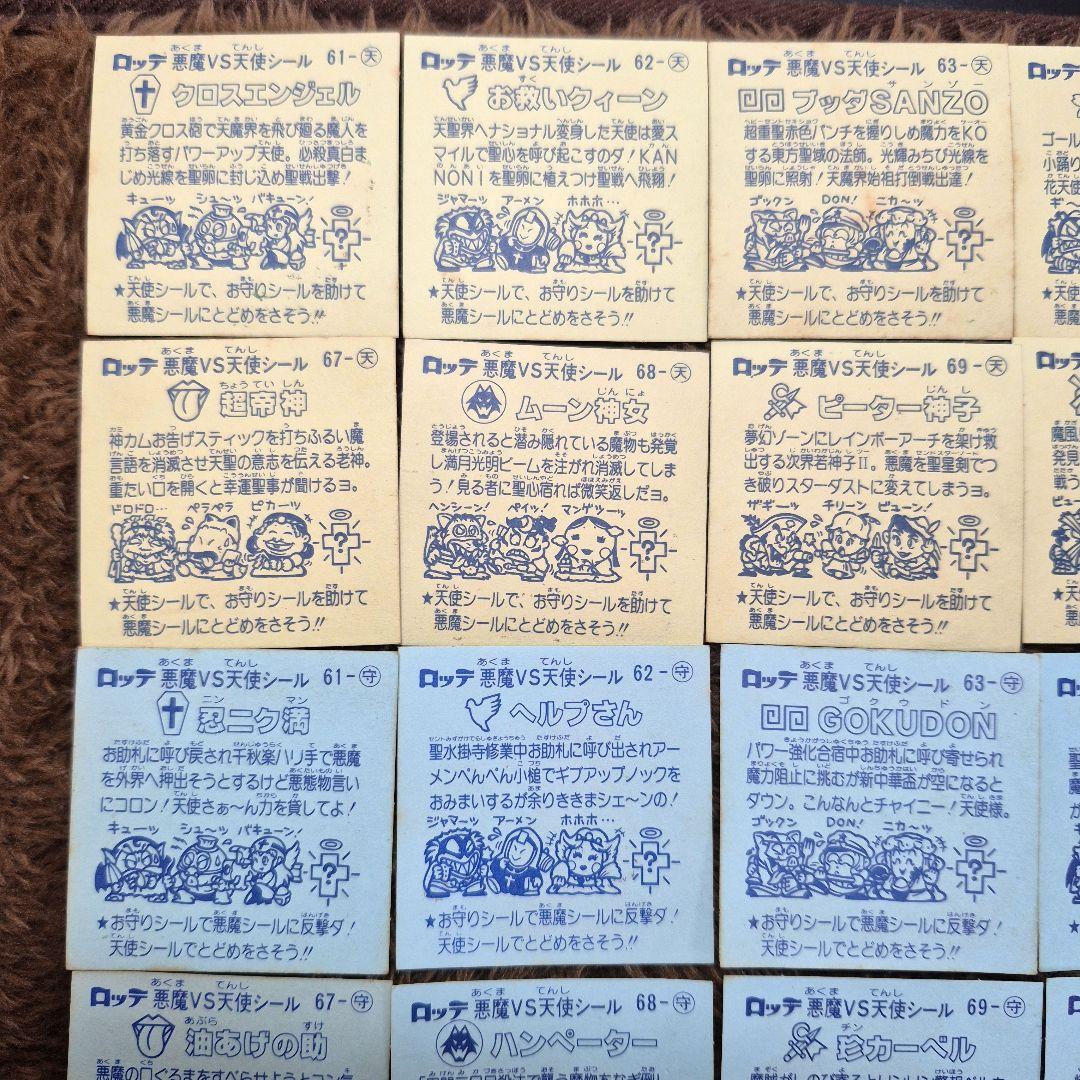 ロッテ 悪魔VS天使シール 61-天
クロスエンジェル
黄金クロス砲で天魔界を飛び廻る魔人を
打ち落すパワーアップ天使。必殺真白ま
じめ光線を聖卵に封じ込め聖戦出撃!
キューッ シューッ バキューン!
?
★天使シールで、お守りシールを助けて
悪魔シールにとどめをさそう!!
ロッテ 悪魔VS天使シール 62-天
お救いクィーン
天聖界へナショナル変身した天使は愛ス
マイルで聖心を呼び起こすのダ!KAN
NONIを聖卵に植えつけ聖戦へ飛翔!
ジャマーッ アーメン ホホホ…
?
★天使シールで、お守りシールを助けて
悪魔シールにとどめをさそう!!
ロッテ 悪魔VS天使シール 63-天
ブッダSANZO
超重聖赤色パンチを握りしめ魔力をKO
する東方聖域の法師。光輝みちび光線を
聖卵に照射!天魔界始祖打倒戦出達!
ゴックン DON! ニカ〜ッ
?
★天使シールで、お守りシールを助けて
悪魔シールにとどめをさそう!!
ロッテ
ゴール
小踊り
花天使
ロッテ 悪魔VS天使シール 67-天
超帝神
神カムお告げスティックを打ちふるい魔
言語を消滅させ天聖の意志を伝える老神。
重たい口を開くと幸運聖事が聞けるヨ。
ドロドロ… ペラペラ ピカーッ
?
★天使シールで、お守りシールを助けて
悪魔シールにとどめをさそう!!
ロッテ 悪魔VS天使シール 68-天
ムーン神女
登場されると潜み隠れている魔物も発覚
し満月光明ビームを注がれ消滅してしま
う!見る者に聖心宿れば微笑返しだヨ。
ヘンシーン! ペイッ! マンゲツ〜ッ
?
★天使シールで、お守りシールを助けて
悪魔シールにとどめをさそう!!
ロッテ 悪魔VS天使シール 69-天
ピーター神子
夢幻ゾーンにレインボーアーチを架け救
出する次界若神子II。悪魔を聖星剣でつ
き破りスターダストに変えてしまうヨ。
ザギーッ チリーン ピューン!
?
★天使シールで、お守りシールを助けて
悪魔シールにとどめをさそう!!
ロッテ
魔風
発見
戦う
ロッテ 悪魔VS天使シール 61-守
忍ニク満
お助札に呼び戻され千秋楽ハリ手で悪魔
を外界へ押出そうとするけど悪態物言い
にコロン!天使さぁ〜ん力を貸してよ!
キューッ シューッ バキューン!
?
★お守りシールで悪魔シールに反撃ダ!
天使シールでとどめをさそう!!
ロッテ 悪魔VS天使シール 62-守
ヘルプさん
聖水掛寺修業中お助札に呼び出されアー
メンペんぺん小槌でギブアップノックを
おみまいするが余りききまシェ〜ンの!
ジャマーッ アーメン ホホホ…
?
★お守りシールで悪魔シールに反撃ダ!
天使シールでとどめをさそう!!
ロッテ 悪魔VS天使シール 63-守
GOKUDON
パワー強化合宿中お助札に呼び寄せられ
魔力阻止に挑むが新中華盃が空になると
ダウン。こんなんとチャイニー!天使様。
ゴックン DON! ニカ〜ッ
?
★お守りシールで悪魔シールに反撃ダ!
天使シールでとどめをさそう!!
ロッテ 悪魔VS天使シール 67-守
油あげの助
ロッテ 悪魔VS天使シール 68-守
ハンペーター
ロッテ 悪魔VS天使シール 69-守
珍カーベル